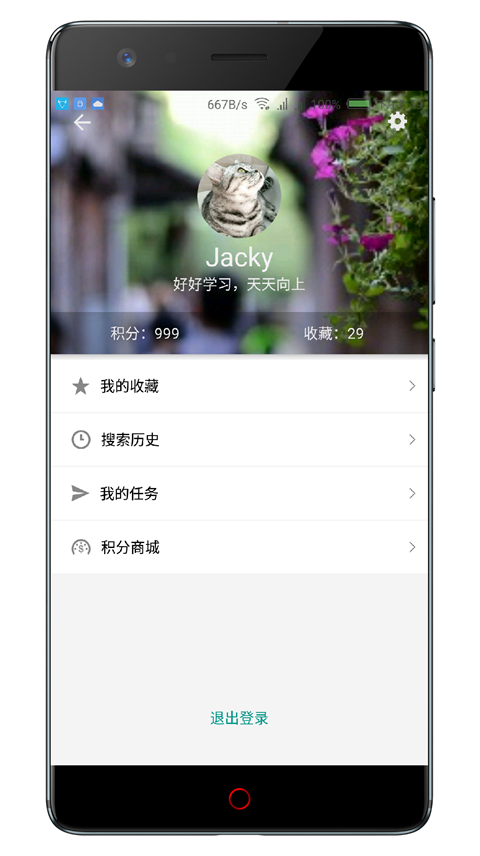 667B/s 100%
Jacky
好好学习，天天向上
积分：999 收藏：29
我的收藏
搜索历史
我的任务
积分商城
退出登录